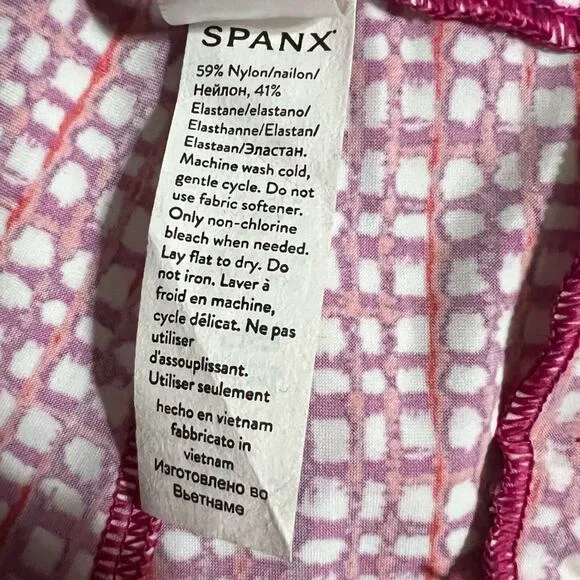 SPANX
59% Nylon/nailon/
Нейлон, 41%
Elastane/elastano/
Elasthanne/Elastan/
Elastaan/Эластан.
Machine wash cold,
gentle cycle. Do not
use fabric softener.
Only non-chlorine
bleach when needed.
Lay flat to dry. Do
not iron. Laver à
froid en machine,
cycle délicat. Ne pas
utiliser
d'assouplissant.
Utiliser seulement
hecho en vietnam
fabbricato in
vietnam
Изготовлено во
Вьетнаме